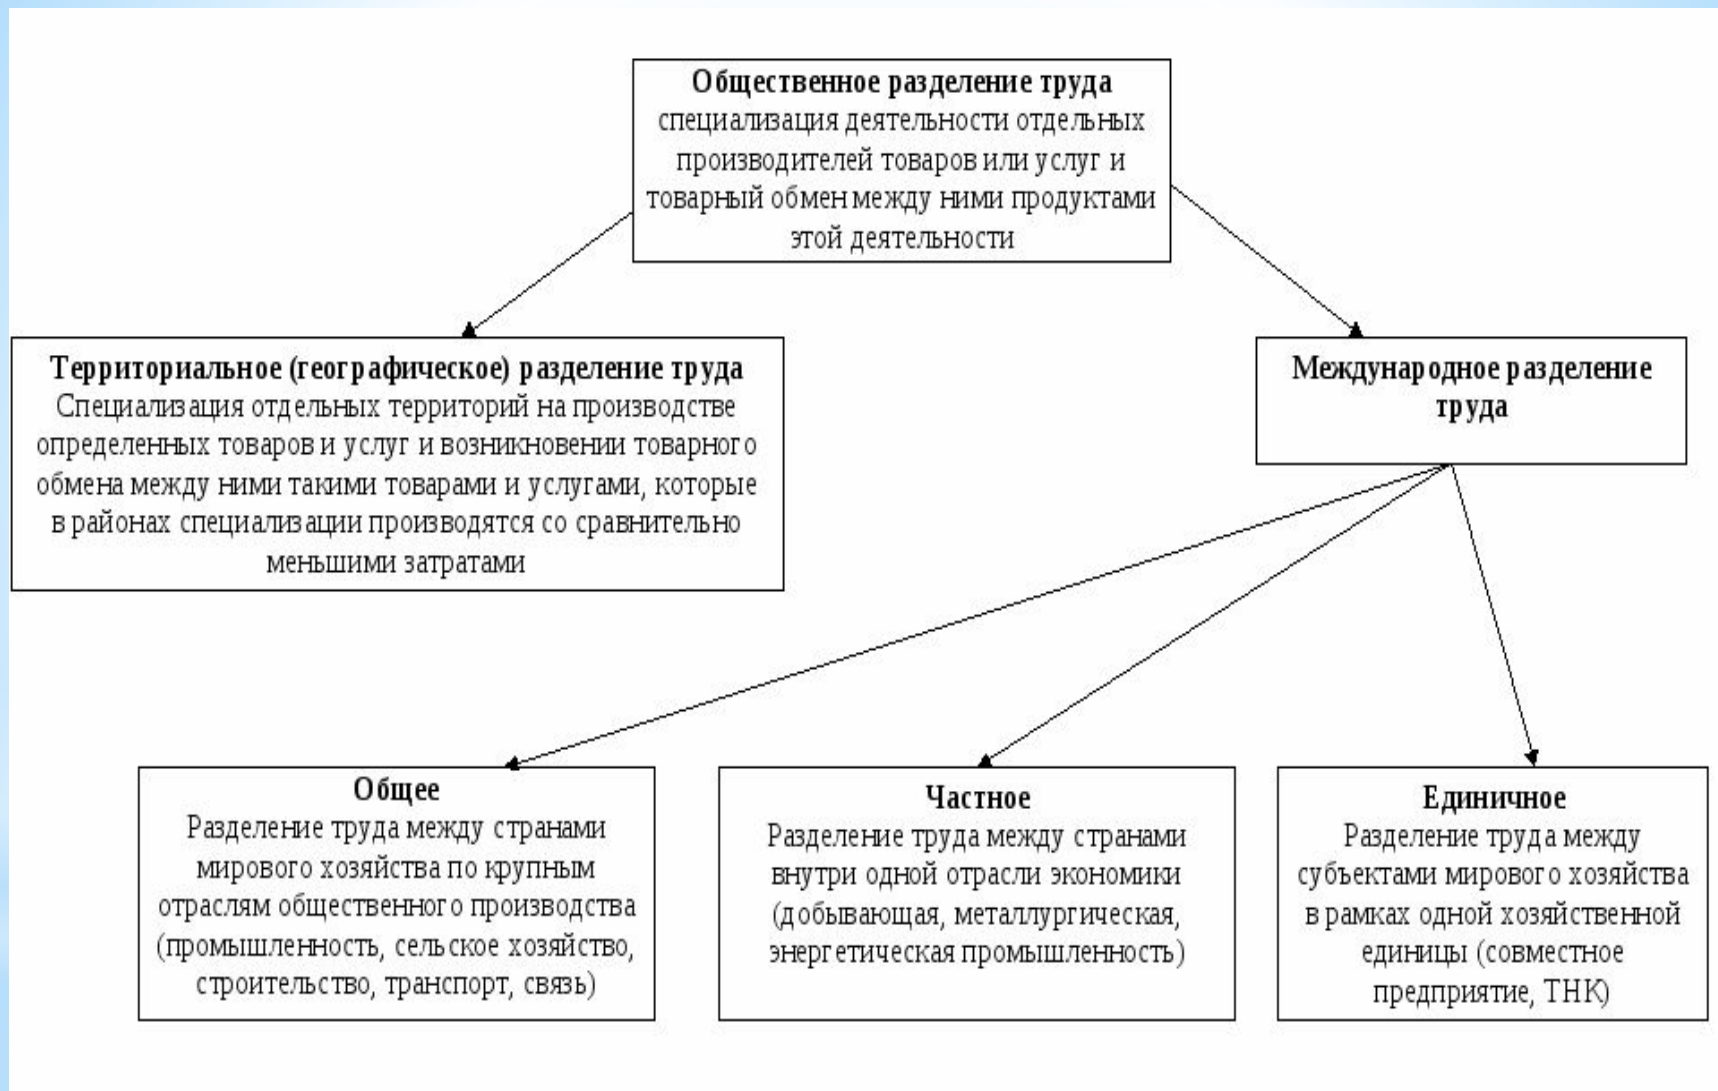 Общественное разделение труда
специализация деятельности отдельных
производителей товаров или услуг и
товарный обмен между ними продуктами
этой деятельности
Территориальное (географическое) разделение труда
Специализация отдельных территорий на производстве
определенных товаров и услуг и возникновении товарного
обмена между ними такими товарами и услугами, которые
в районах специализации производятся со сравнительно
меньшими затратами
Международное разделение
труда
Общее
Разделение труда между странами
мирового хозяйства по крупным
отраслям общественного производства
(промышленность, сельское хозяйство,
строительство, транспорт, связь)
Частное
Разделение труда между странами
внутри одной отрасли экономики
(добывающая, металлургическая,
энергетическая промышленность)
Единичное
Разделение труда между
субъектами мирового хозяйства
в рамках одной хозяйственной
единицы (совместное
предприятие, ТНК)